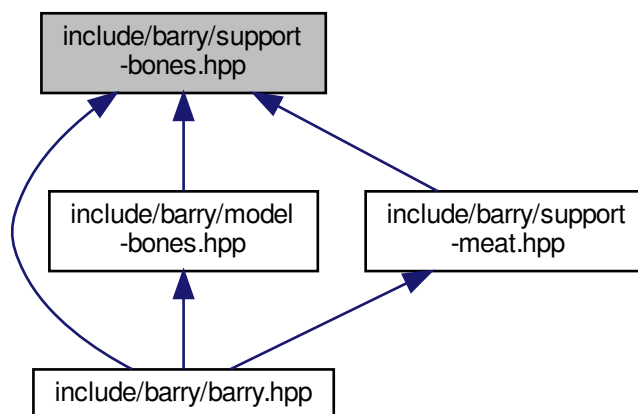 include/barry/support
-bones.hpp
include/barry/model
-bones.hpp
include/barry/support
-meat.hpp
include/barry/barry.hpp